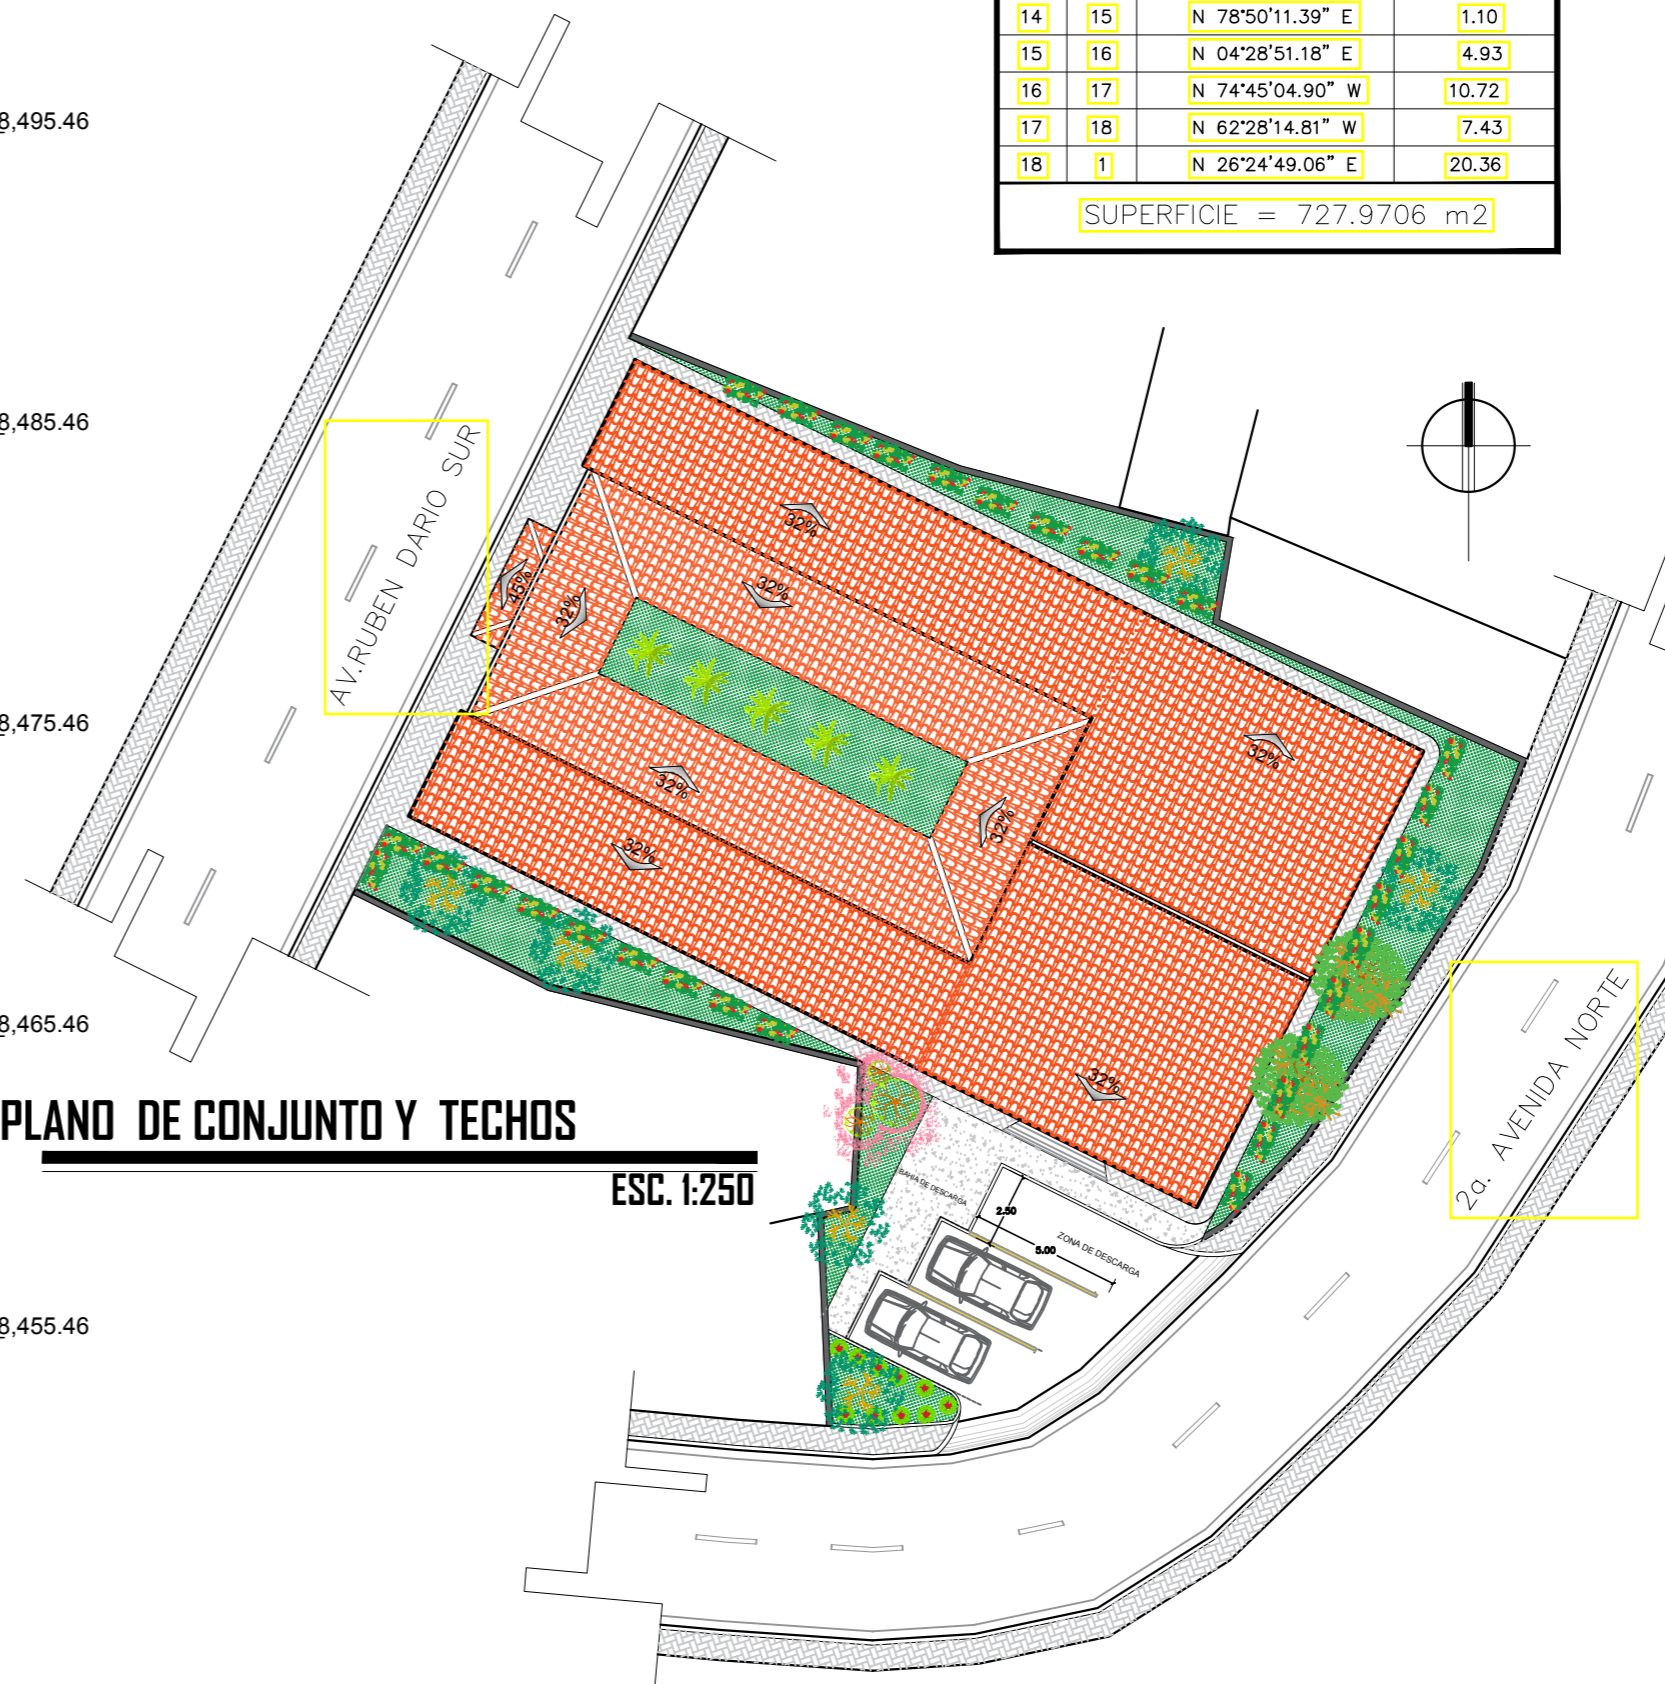 14 15 N 78°50'11.39" E 1.10
15 16 N 04°28'51.18" E 4.93
16 17 N 74°45'04.90" W 10.72
17 18 N 62°28'14.81" W 7.43
18 1 N 26°24'49.06" E 20.36
SUPERFICIE = 727.9706 m2
8,495.46
8,485.46
8,475.46
8,465.46
8,455.46
AV.RUBEN DARIO SUR
32%
32%
45%
32%
32%
32%
32%
32%
32%
2a. AVENIDA NORTE
PLANO DE CONJUNTO Y TECHOS
ESC. 1:250
BAHIA DE DESCARGA
2.50
5.00
ZONA DE DESCARGA